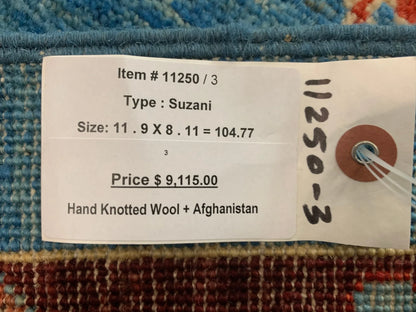 Item # 11250 / 3
Type : Suzani
Size: 11 . 9 X 8 . 11 = 104.77
3
Price $ 9,115.00
Hand Knotted Wool + Afghanistan
11250-3